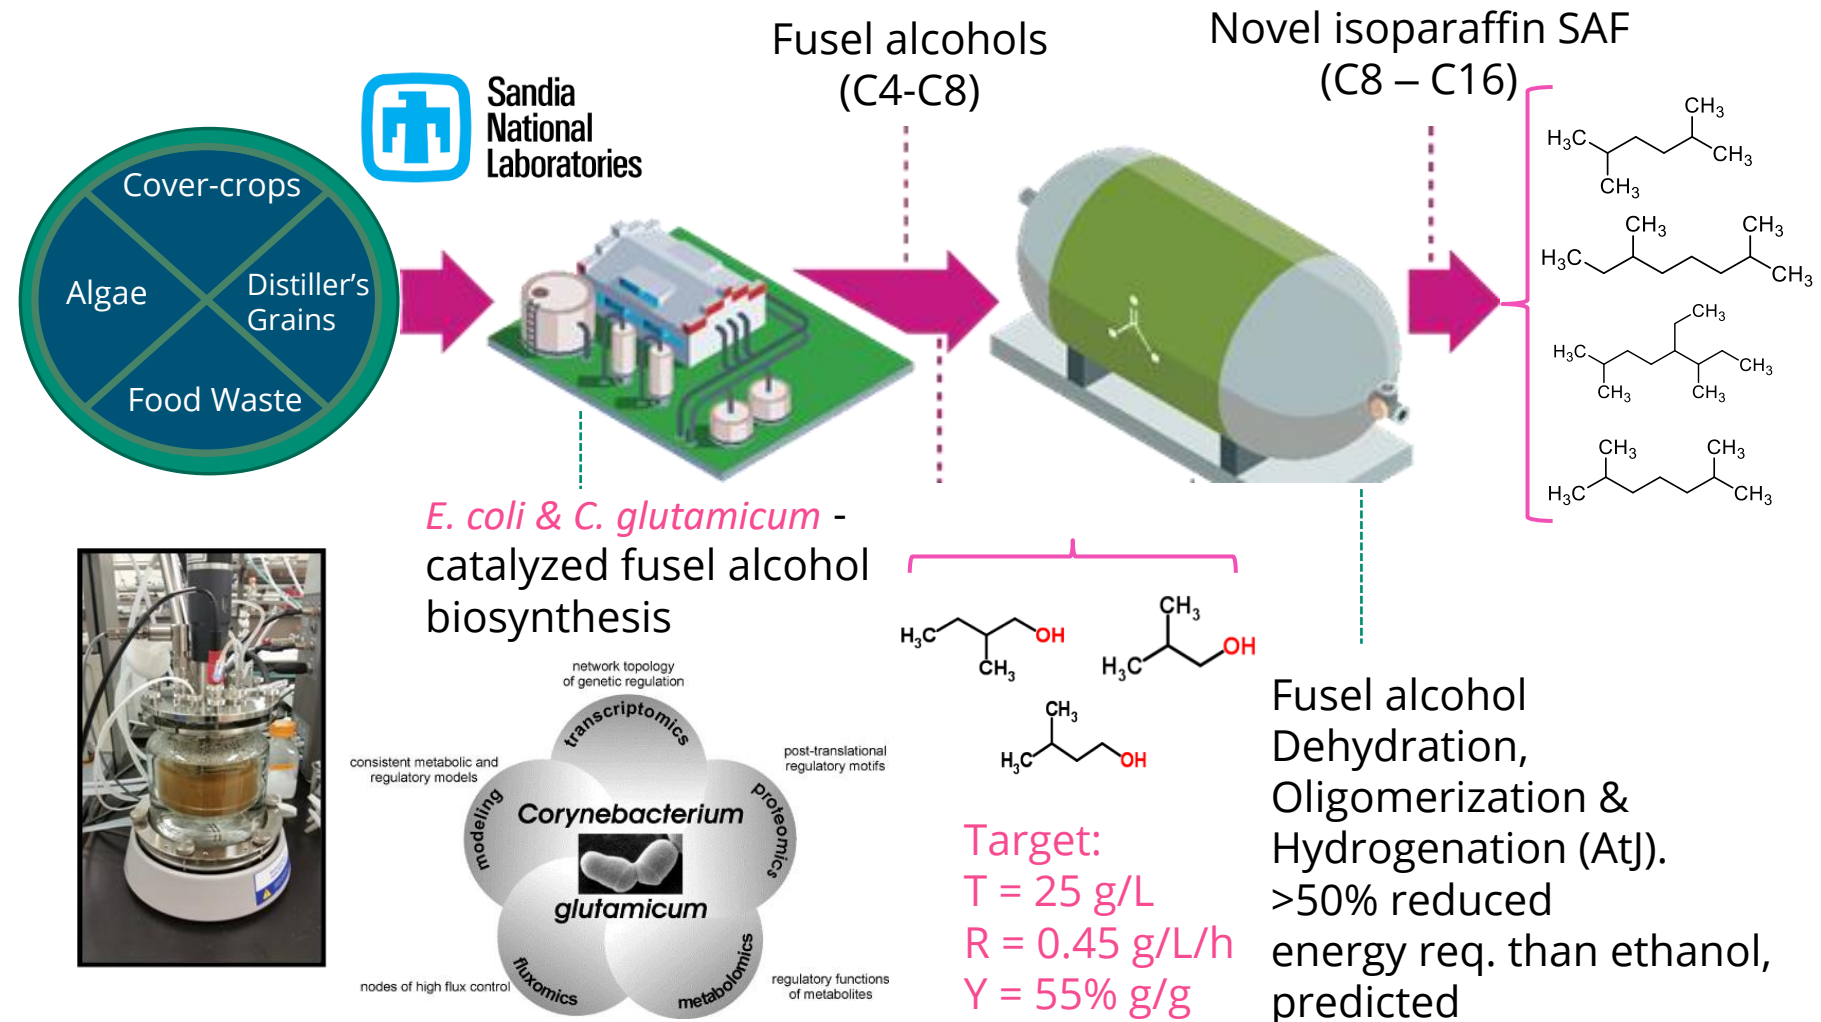 Fusel alcohols
(C4-C8)
Novel isoparaffin SAF
(C8 – C16)
Sandia
National
Laboratories
Cover-crops
Algae
Distiller's
Grains
Food Waste
CH3
H3C
CH3
CH3
CH3
CH3
H3C
CH3
CH3
H3C
CH3
CH3
CH3
CH3
CH3
H3C
CH3
E. coli & C. glutamicum -
catalyzed fusel alcohol
biosynthesis
CH3
H3C
OH
CH3
H3C
OH
CH3
H3C
OH
network topology
of genetic regulation
transcriptomics
consistent metabolic and
regulatory models
post-translational
regulatory motifs
modeling
proteomics
Corynebacterium
glutamicum
fluxomics
metabolomics
nodes of high flux control
regulatory functions
of metabolites
Target:
T = 25 g/L
R = 0.45 g/L/h
Y = 55% g/g
Fusel alcohol
Dehydration,
Oligomerization &
Hydrogenation (AtJ).
>50% reduced
energy req. than ethanol,
predicted